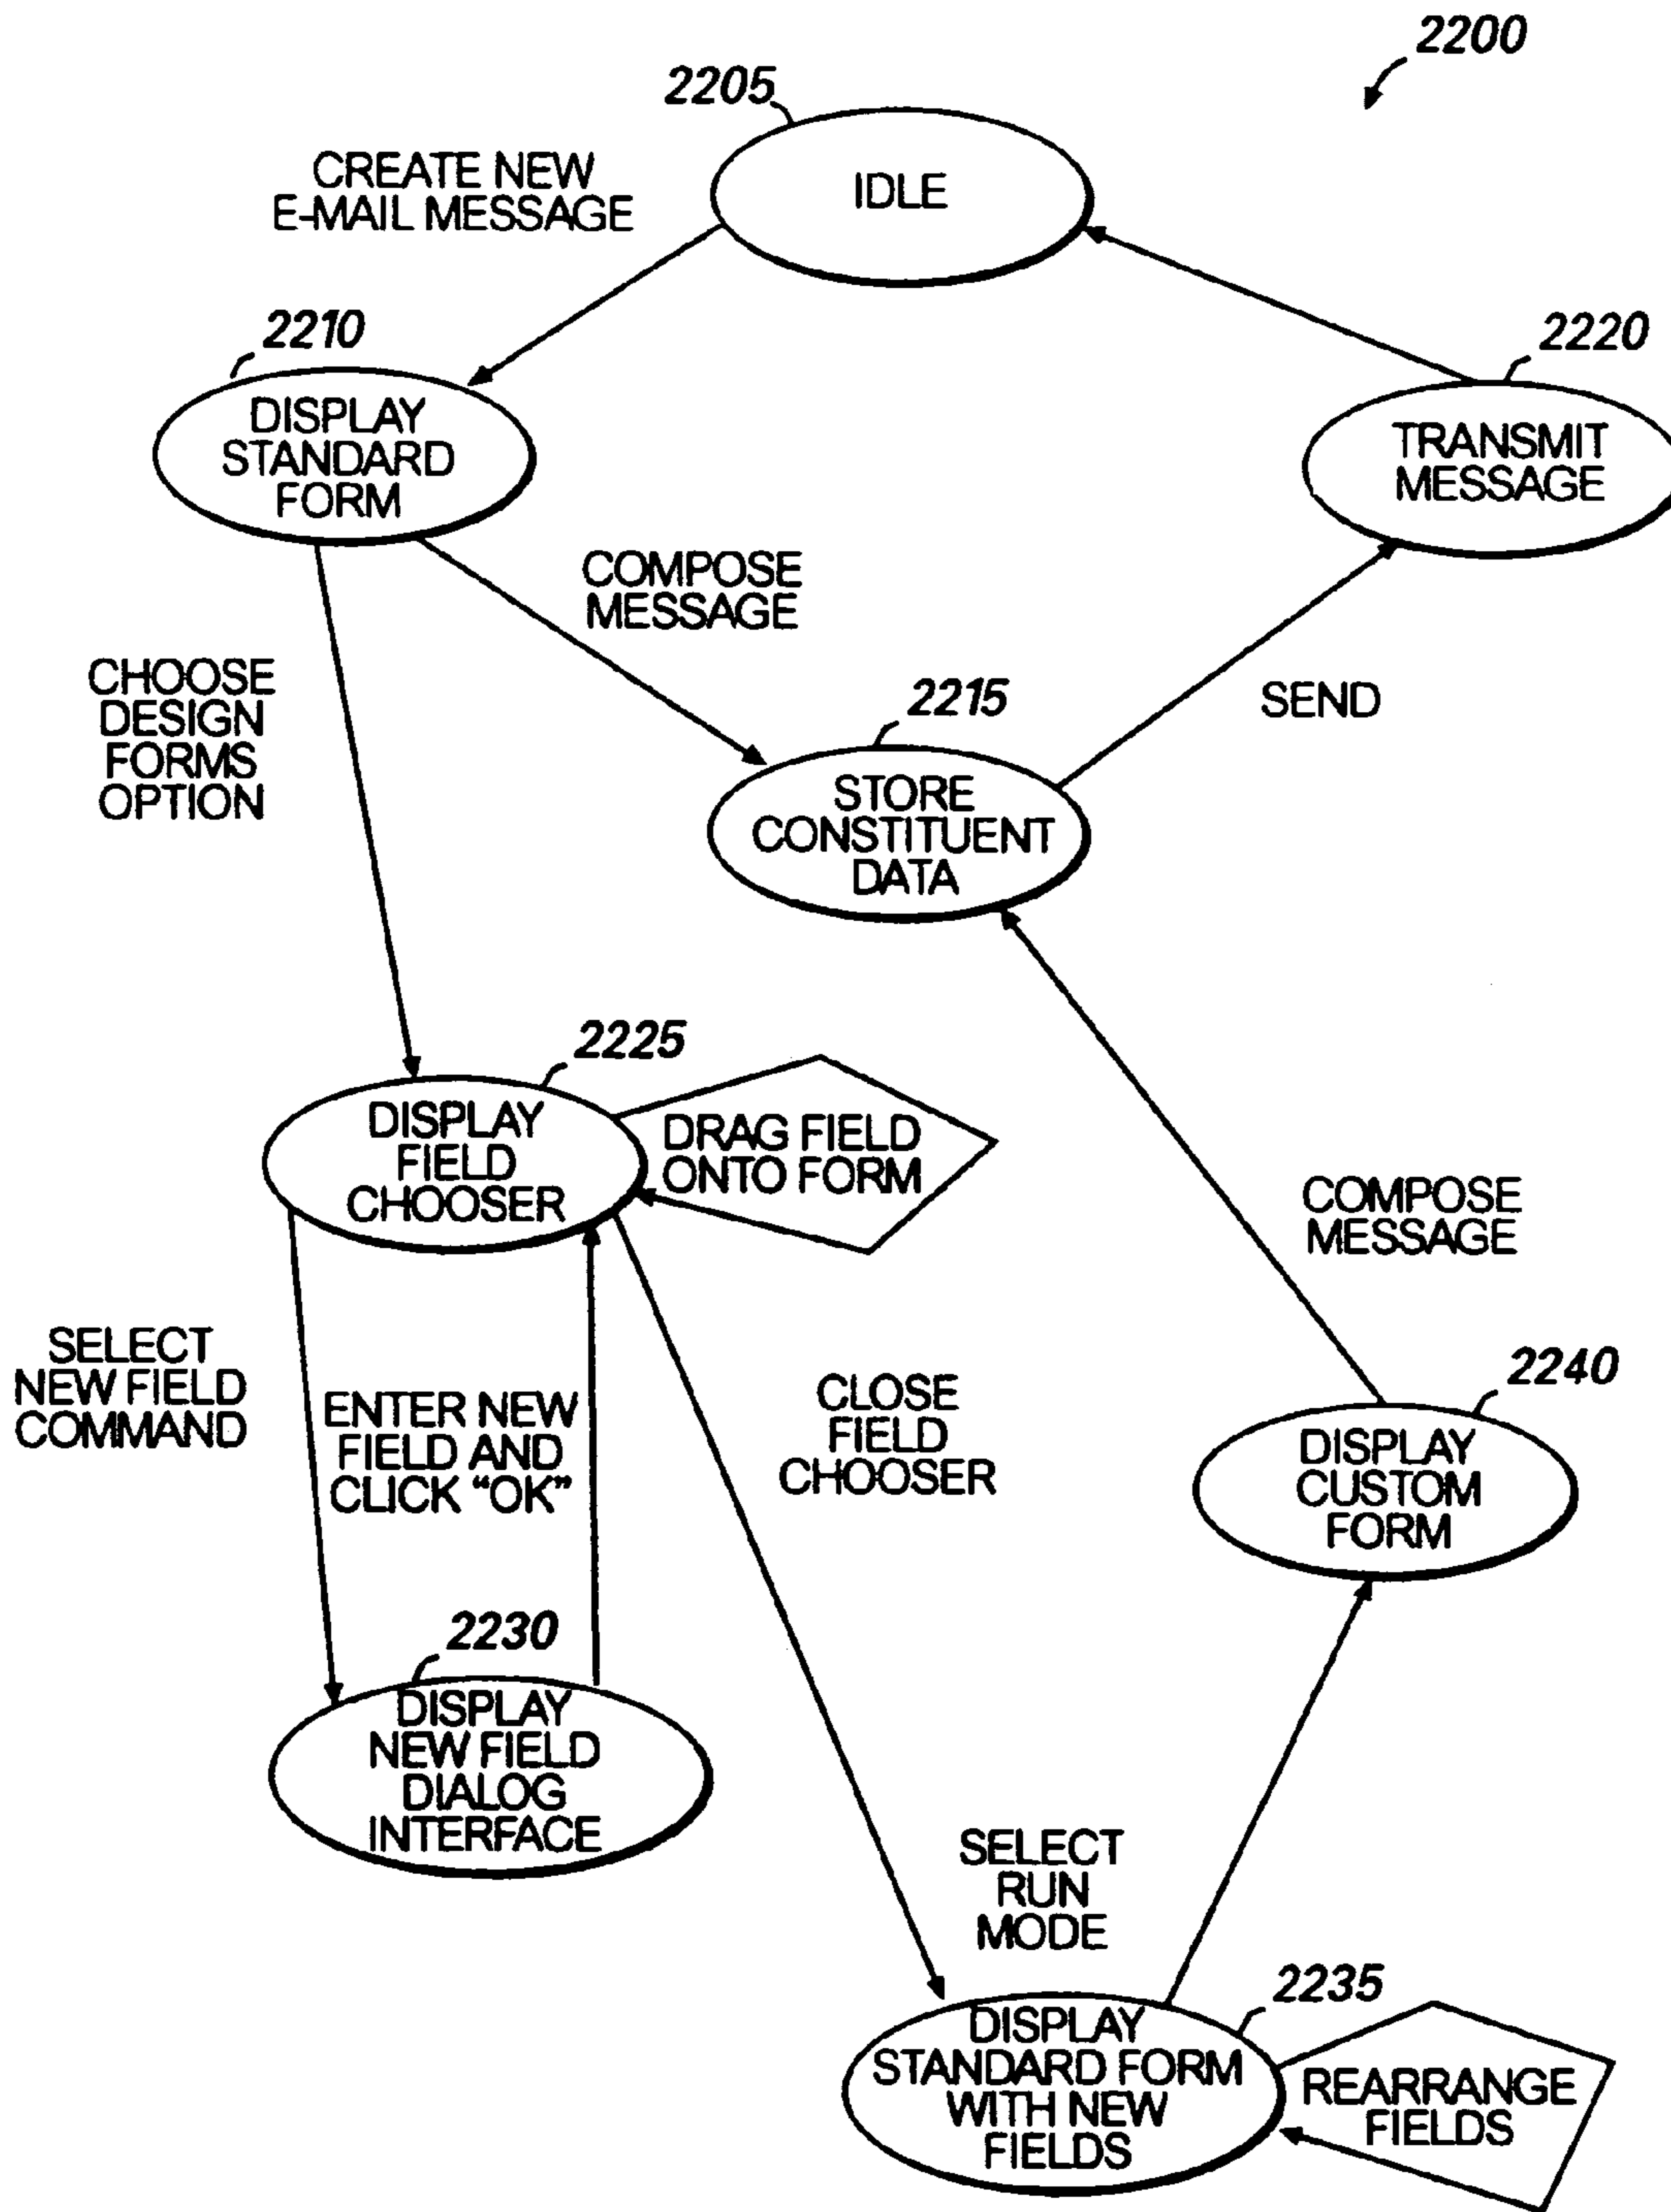 2200
2205
IDLE
CREATE NEW
E-MAIL MESSAGE
2210
DISPLAY
STANDARD
FORM
2220
TRANSMIT
MESSAGE
COMPOSE
MESSAGE
CHOOSE
DESIGN
FORMS
OPTION
2215
STORE
CONSTITUENT
DATA
SEND
2225
DISPLAY
FIELD
CHOOSER
DRAG FIELD
ONTO FORM
COMPOSE
MESSAGE
SELECT
NEW FIELD
COMMAND
ENTER NEW
FIELD AND
CLICK “OK”
CLOSE
FIELD
CHOOSER
2240
DISPLAY
CUSTOM
FORM
2230
DISPLAY
NEW FIELD
DIALOG
INTERFACE
SELECT
RUN
MODE
2235
DISPLAY
STANDARD FORM
WITH NEW
FIELDS
REARRANGE
FIELDS